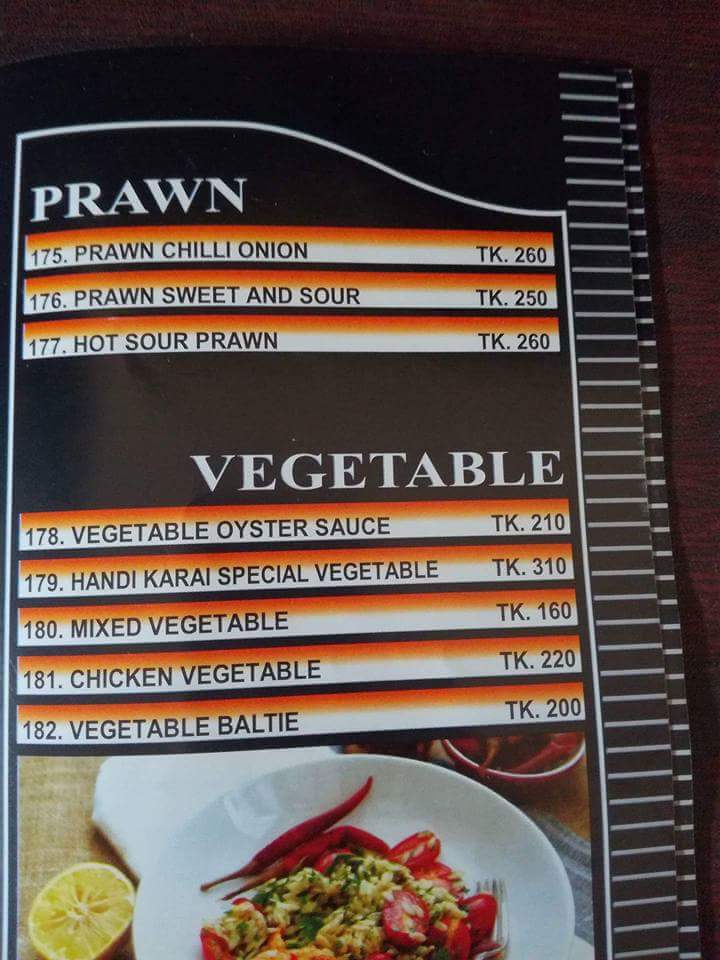 PRAWN
175. PRAWN CHILLI ONION TK. 260
176. PRAWN SWEET AND SOUR TK. 250
177. HOT SOUR PRAWN TK. 260
VEGETABLE
178. VEGETABLE OYSTER SAUCE TK. 210
179. HANDI KARAI SPECIAL VEGETABLE TK. 310
180. MIXED VEGETABLE TK. 160
181. CHICKEN VEGETABLE TK. 220
182. VEGETABLE BALTIE TK. 200